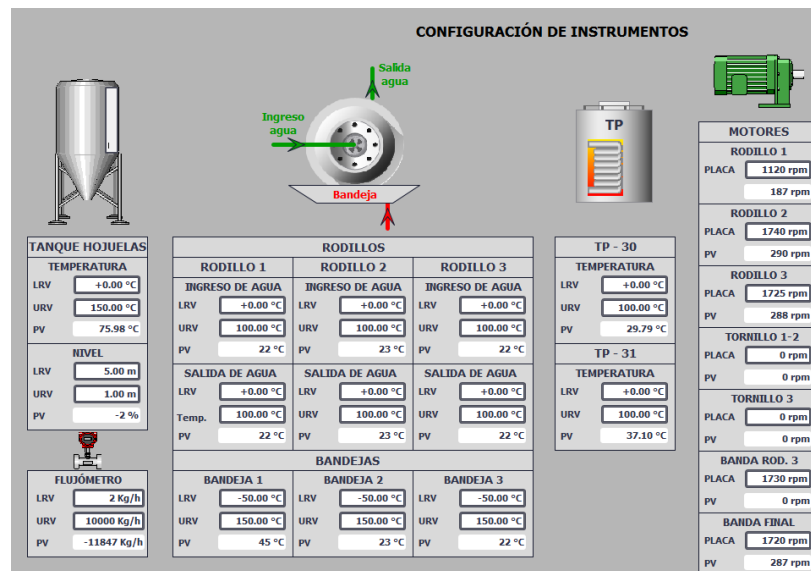 CONFIGURACIÓN DE INSTRUMENTOS
Salida
agua
Ingreso
agua
Bandeja
TP
TANQUE HOJUELAS
TEMPERATURA
LRV +0.00 °C
URV 150.00 °C
PV 75.98 °C
NIVEL
LRV 5.00 m
URV 1.00 m
PV -2 %
FLUJÓMETRO
LRV 2 Kg/h
URV 10000 Kg/h
PV -11847 Kg/h
RODILLOS
RODILLO 1 RODILLO 2 RODILLO 3
INGRESO DE AGUA INGRESO DE AGUA INGRESO DE AGUA
LRV +0.00 °C LRV +0.00 °C LRV +0.00 °C
URV 100.00 °C URV 100.00 °C URV 100.00 °C
PV 22 °C PV 23 °C PV 22 °C
SALIDA DE AGUA SALIDA DE AGUA SALIDA DE AGUA
LRV +0.00 °C LRV +0.00 °C LRV +0.00 °C
Temp. 100.00 °C URV 100.00 °C URV 100.00 °C
PV 22 °C PV 23 °C PV 22 °C
BANDEJAS
BANDEJA 1 BANDEJA 2 BANDEJA 3
LRV -50.00 °C LRV -50.00 °C LRV -50.00 °C
URV 150.00 °C URV 150.00 °C URV 150.00 °C
PV 45 °C PV 23 °C PV 22 °C
TP - 30
TEMPERATURA
LRV +0.00 °C
URV 100.00 °C
PV 29.79 °C
TP - 31
TEMPERATURA
LRV +0.00 °C
URV 100.00 °C
PV 37.10 °C
MOTORES
RODILLO 1
PLACA 1120 rpm
187 rpm
RODILLO 2
PLACA 1740 rpm
PV 290 rpm
RODILLO 3
PLACA 1725 rpm
PV 288 rpm
TORNILLO 1-2
PLACA 0 rpm
PV 0 rpm
TORNILLO 3
PLACA 0 rpm
PV 0 rpm
BANDA ROD. 3
PLACA 1730 rpm
PV 0 rpm
BANDA FINAL
PLACA 1720 rpm
PV 287 rpm